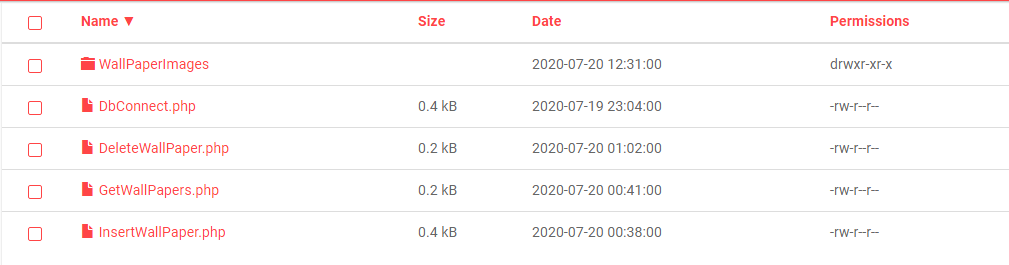 Name ▼ Size Date Permissions
WallPaperImages 2020-07-20 12:31:00 drwxr-xr-x
DbConnect.php 0.4 kB 2020-07-19 23:04:00 -rw-r--r--
DeleteWallPaper.php 0.2 kB 2020-07-20 01:02:00 -rw-r--r--
GetWallPapers.php 0.2 kB 2020-07-20 00:41:00 -rw-r--r--
InsertWallPaper.php 0.4 kB 2020-07-20 00:38:00 -rw-r--r--